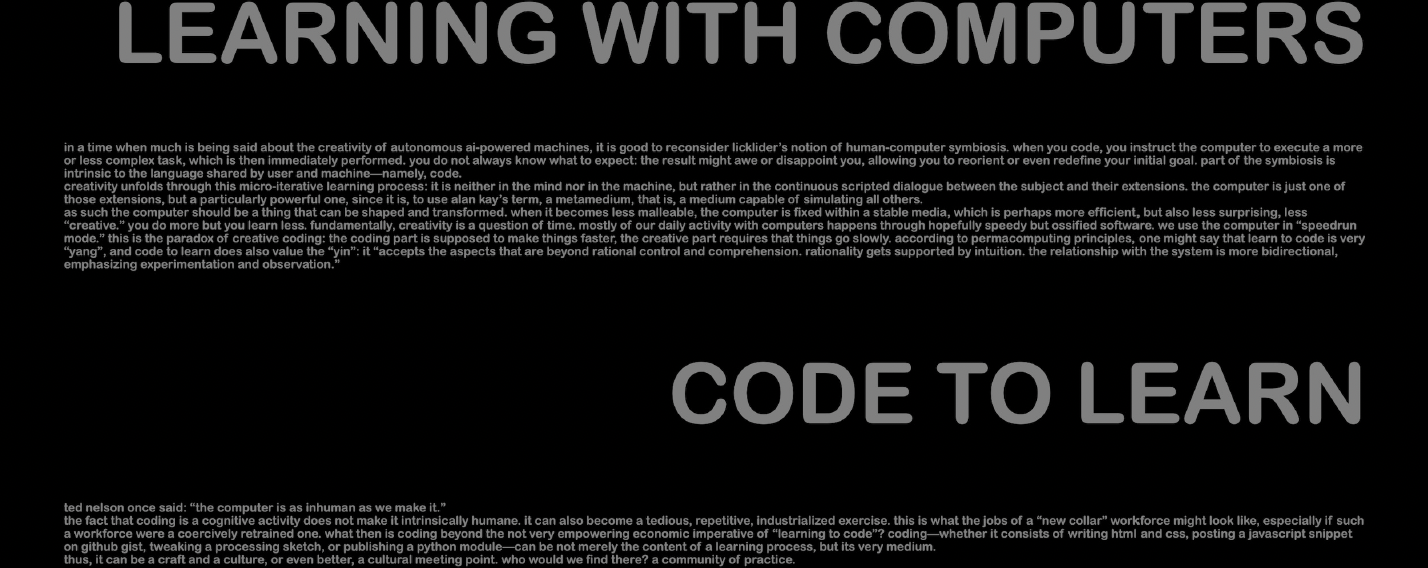 LEARNING WITH COMPUTERS
in a time when much is being said about the creativity of autonomous ai-powered machines, it is good to reconsider licklider's notion of human-computer symbiosis. when you code, you instruct the computer to execute a more
or less complex task, which is then immediately performed. you do not always know what to expect: the result might awe or disappoint you, allowing you to reorient or even redefine your initial goal. part of the symbiosis is
intrinsic to the language shared by user and machine—namely, code.
creativity unfolds through this micro-iterative learning process: it is neither in the mind nor in the machine, but rather in the continuous scripted dialogue between the subject and their extensions. the computer is just one of
those extensions, but a particularly powerful one, since it is, to use alan kay's term, a metamedium, that is, a medium capable of simulating all others.
as such the computer should be a thing that can be shaped and transformed. when it becomes less malleable, the computer is fixed within a stable media, which is perhaps more efficient, but also less surprising, less
“creative.” you do more but you learn less. fundamentally, creativity is a question of time. mostly of our daily activity with computers happens through hopefully speedy but ossified software. we use the computer in “speedrun
mode.” this is the paradox of creative coding: the coding part is supposed to make things faster, the creative part requires that things go slowly. according to permacomputing principles, one might say that learn to code is very
“yang”, and code to learn does also value the “yin”: it “accepts the aspects that are beyond rational control and comprehension. rationality gets supported by intuition. the relationship with the system is more bidirectional,
emphasizing experimentation and observation.”
CODE TO LEARN
ted nelson once said: “the computer is as inhuman as we make it.”
the fact that coding is a cognitive activity does not make it intrinsically humane. it can also become a tedious, repetitive, industrialized exercise. this is what the jobs of a “new collar” workforce might look like, especially if such
a workforce were a coercively retrained one. what then is coding beyond the not very empowering economic imperative of “learning to code”? coding—whether it consists of writing html and css, posting a javascript snippet
on github gist, tweaking a processing sketch, or publishing a python module—can be not merely the content of a learning process, but its very medium.
thus, it can be a craft and a culture, or even better, a cultural meeting point. who would we find there? a community of practice.